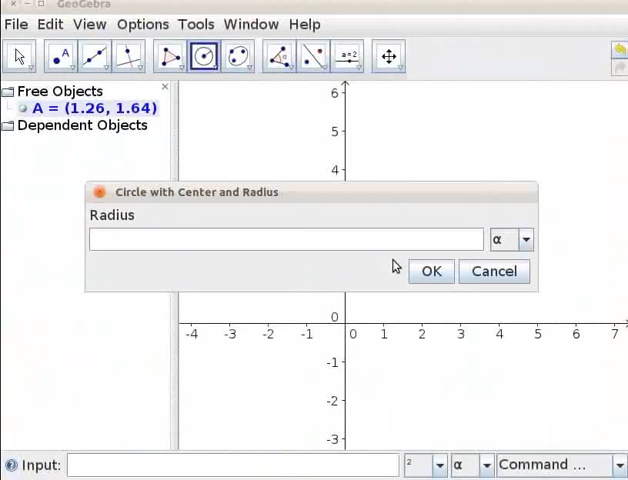 GeoGebra
File Edit View Options Tools Window Help
A a=2
Free Objects
A = (1.26, 1.64)
Dependent Objects
6
5
4
Circle with Center and Radius
Radius
α
OK Cancel
0
-4 -3 -2 -1 0 1 2 3 4 5 6 7
-1
-2
-3
Input: 2 α Command ...